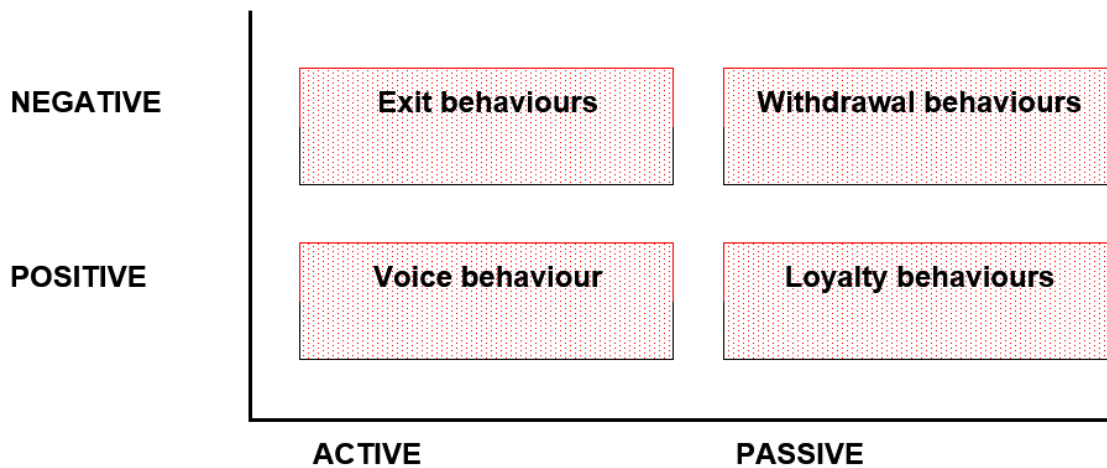 NEGATIVE Exit behaviours Withdrawal behaviours
POSITIVE Voice behaviour Loyalty behaviours
ACTIVE PASSIVE